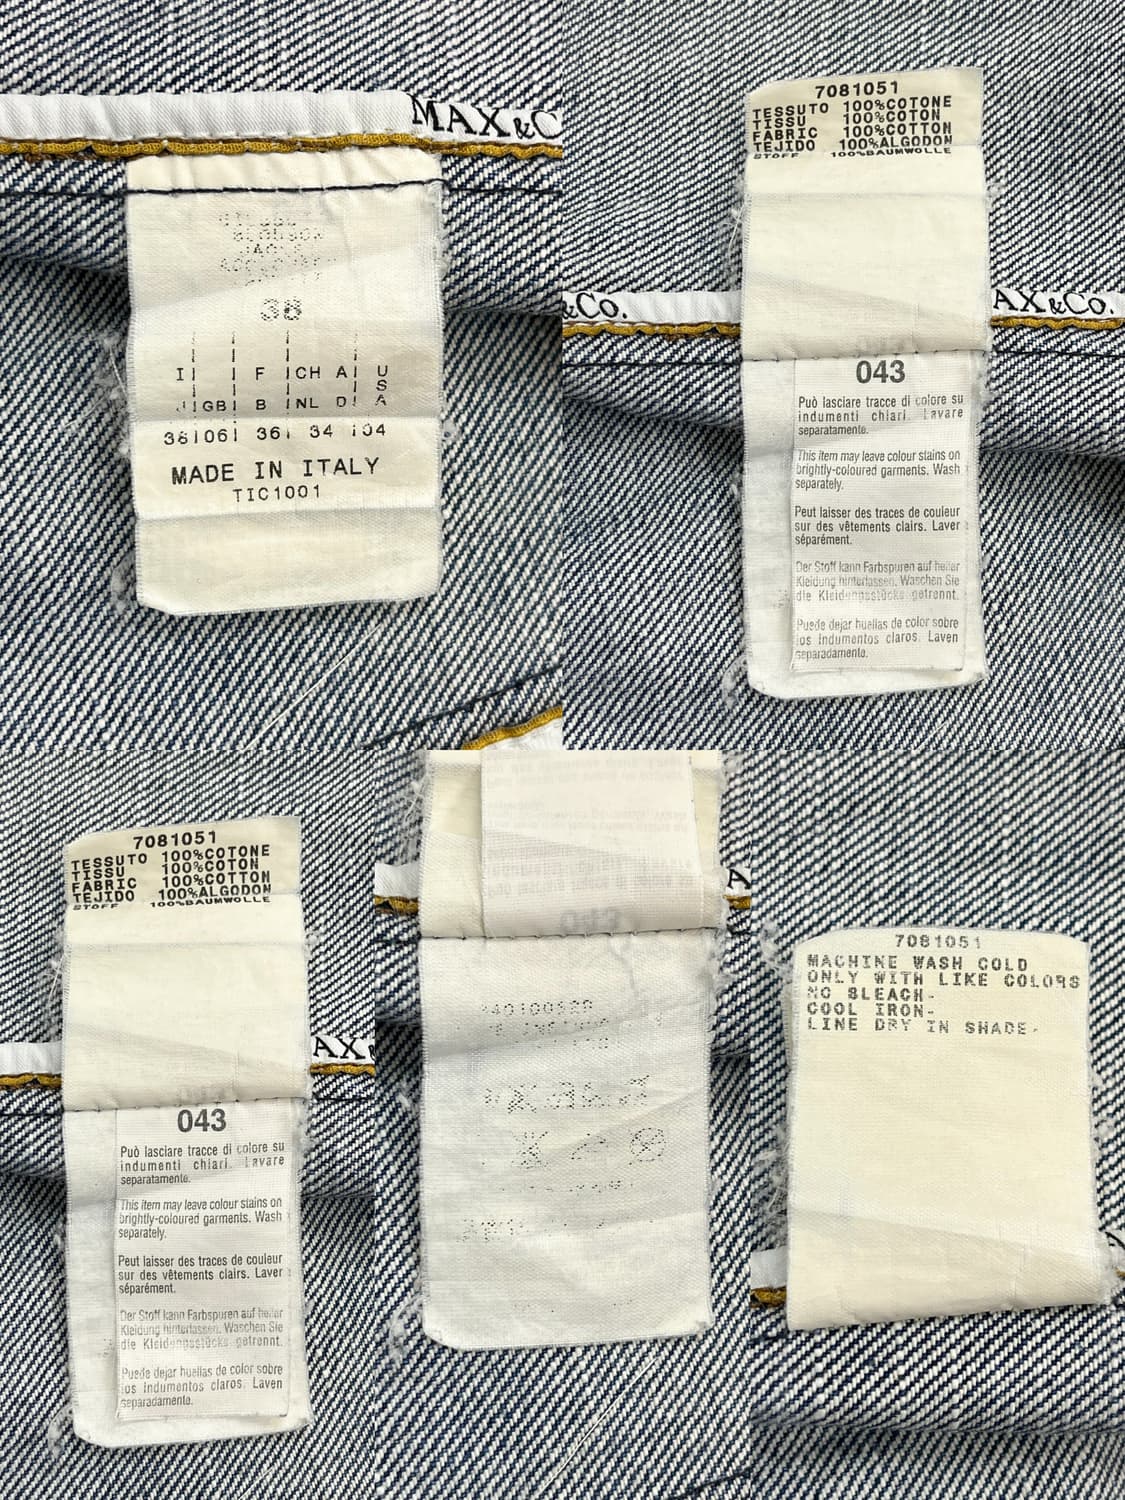 MAX&C
38
I F CH A U
S
J GB B NL D A
38 06 36 34 104
MADE IN ITALY
TIC1001
7081051
TESSUTO 100%COTONE
TISSU 100%COTON
FABRIC 100%COTTON
TEJIDO 100%ALGODON
STOFF 100%BAUMWOLLE
&Co.
AX&Co.
043
Può lasciare tracce di colore su
indumenti chiari. Lavare
separatamente.
This item may leave colour stains on
brightly-coloured garments. Wash
separately.
Peut laisser des traces de couleur
sur des vêtements clairs. Laver
séparément.
Der Stoff kann Farbspuren auf heller
Kleidung hinterlassen. Waschen Sie
die Kleidungsstücke getrennt.
Puede dejar huellas de color sobre
los indumentos claros. Laven
separadamente.
7081051
TESSUTO 100%COTONE
TISSU 100%COTON
FABRIC 100%COTTON
TEJIDO 100%ALGODON
STOFF 100%BAUMWOLLE
AX&
043
Può lasciare tracce di colore su
indumenti chiari. Lavare
separatamente.
This item may leave colour stains on
brightly-coloured garments. Wash
separately.
Peut laisser des traces de couleur
sur des vêtements clairs. Laver
séparément.
Der Stoff kann Farbspuren auf heller
Kleidung hinterlassen. Waschen Sie
die Kleidungsstücke getrennt.
Puede dejar huellas de color sobre
los indumentos claros. Laven
separadamente.
A
043
7081051
MACHINE WASH COLD
ONLY WITH LIKE COLORS
NO BLEACH-
COOL IRON-
LINE DRY IN SHADE-